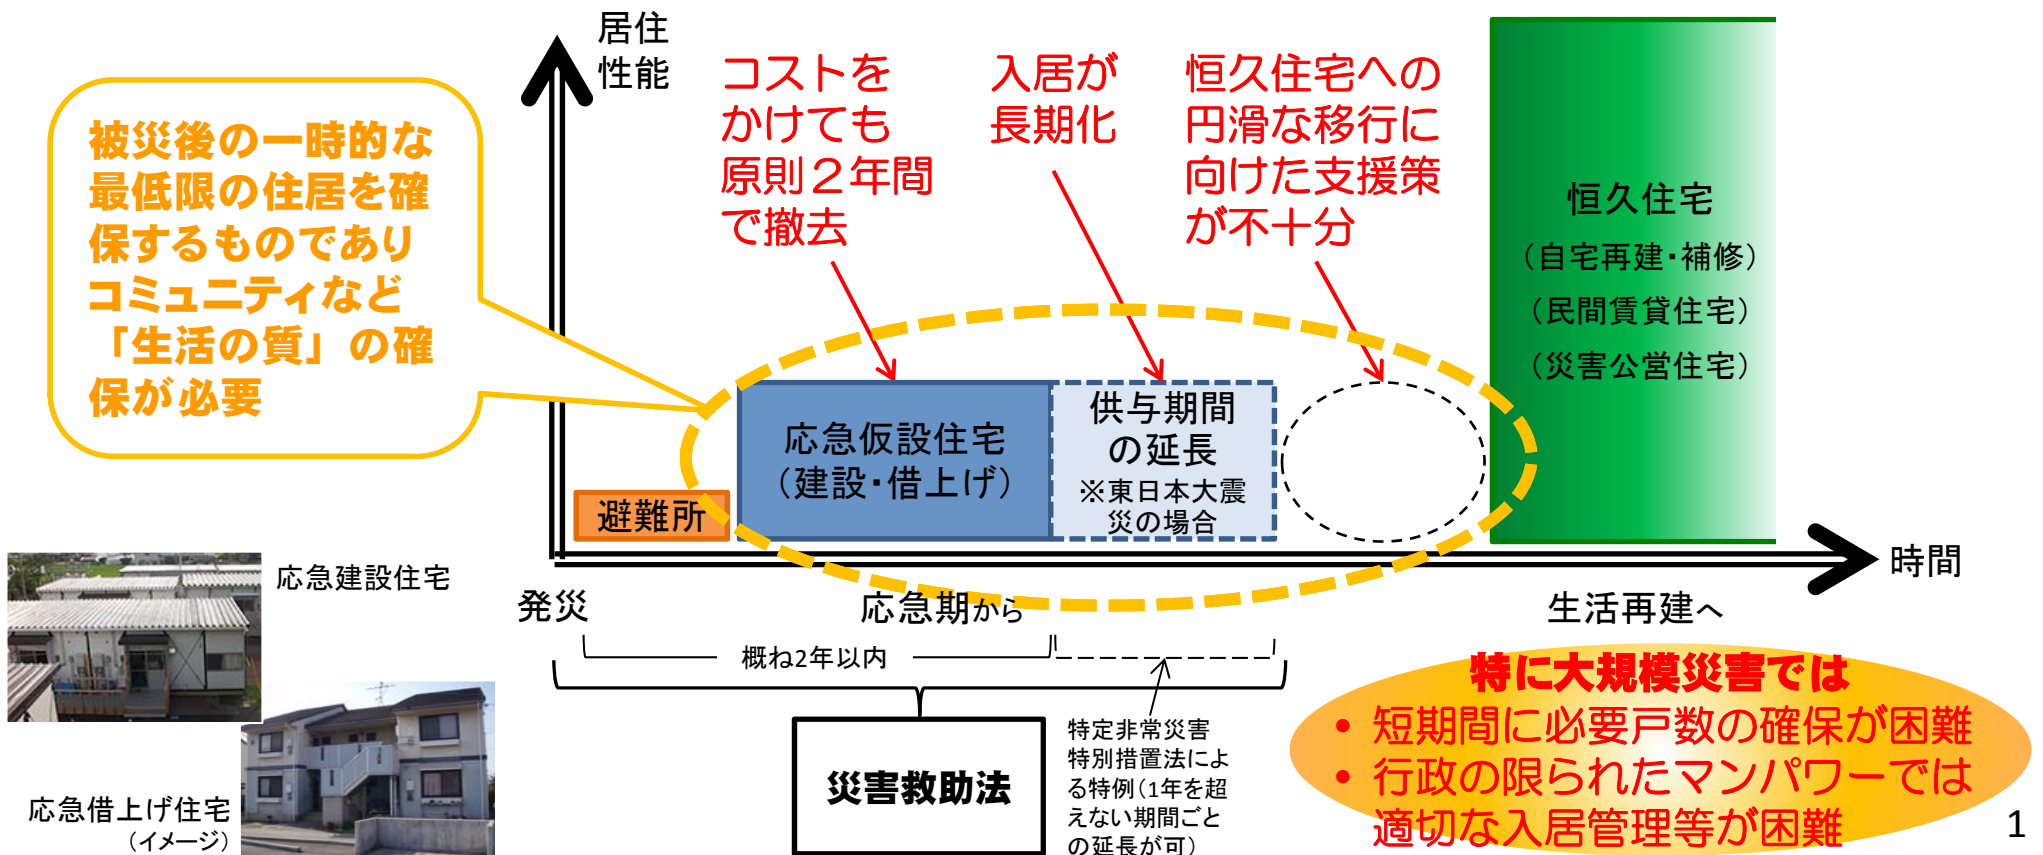 居住
性能
コストを
かけても
原則２年間
で撤去
入居が
長期化
恒久住宅への
円滑な移行に
向けた支援策
が不十分
被災後の一時的な
最低限の住居を確
保するものであり
コミュニティなど
「生活の質」の確
保が必要
恒久住宅
（自宅再建・補修）
（民間賃貸住宅）
（災害公営住宅）
応急仮設住宅
（建設・借上げ）
供与期間
の延長
※東日本大震
災の場合
避難所
時間
発災
応急期から
生活再建へ
概ね2年以内
応急建設住宅
応急借上げ住宅
（イメージ）
災害救助法
特定非常災害
特別措置法によ
る特例（1年を超
えない期間ごと
の延長が可）
特に大規模災害では
• 短期間に必要戸数の確保が困難
• 行政の限られたマンパワーでは
適切な入居管理等が困難
1